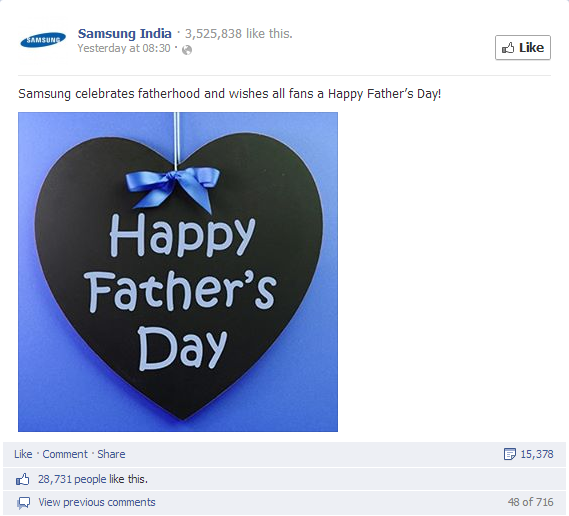 SAMSUNG
Samsung India · 3,525,838 like this.
Yesterday at 08:30 ·
Like
Samsung celebrates fatherhood and wishes all fans a Happy Father's Day!
Happy
Father's
Day
Like · Comment · Share
15,378
28,731 people like this.
View previous comments
48 of 716